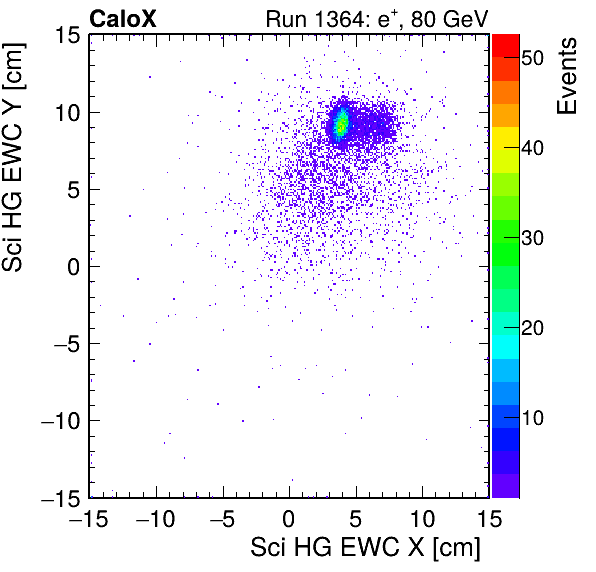 CaloX Run 1364: e⁺, 80 GeV
Events
Sci HG EWC Y [cm]
15
10
5
0
−5
−10
−15
50
40
30
20
10
−15 −10 −5 0 5 10 15
Sci HG EWC X [cm]